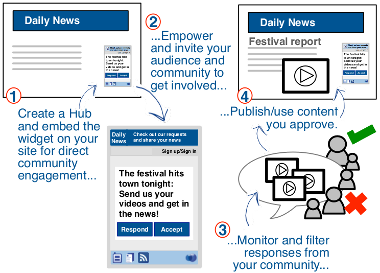 Daily News
1
Create a Hub
and embed the
widget on your
site for direct
community
engagement...
2
...Empower
and invite your
audience and
community to
get involved...
Daily
News
Check out our requests
and share your news
Sign up/Sign in
The festival hits
town tonight:
Send us your
videos and get in
the news!
Respond
Accept
3
...Monitor and filter
responses from
your community...
Daily News
Festival report
4
...Publish/use content
you approve.